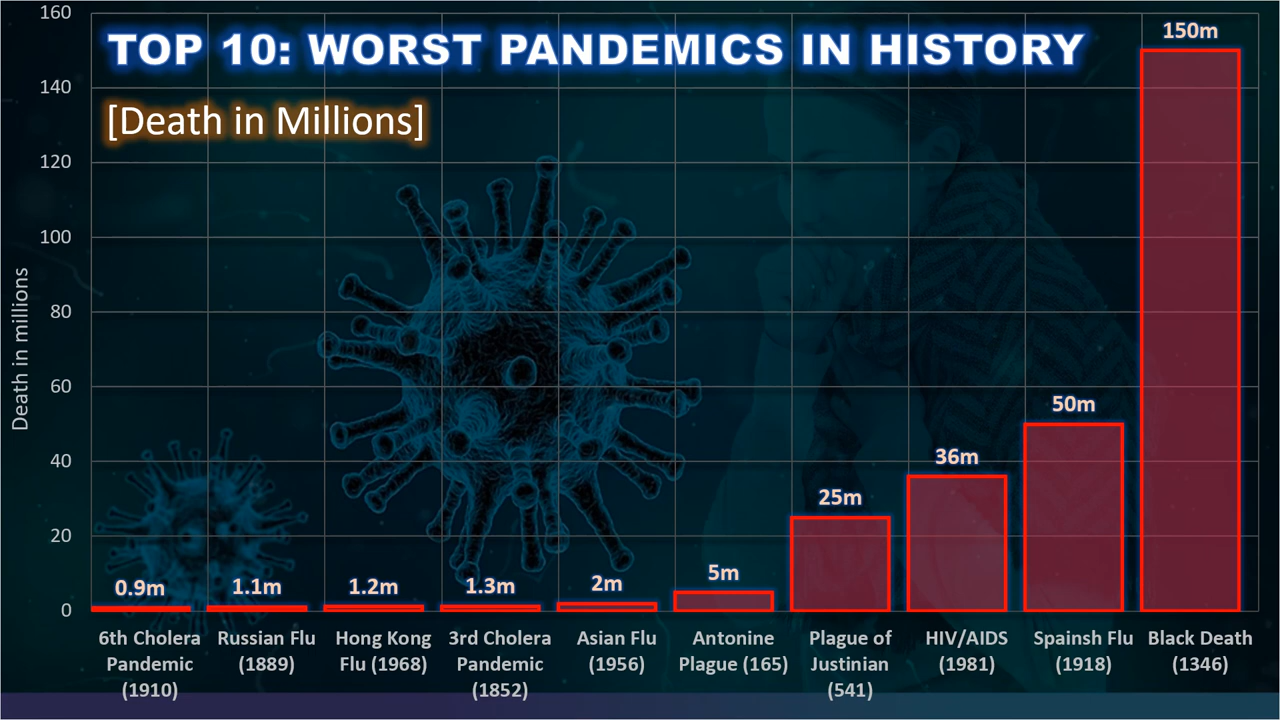 TOP 10: WORST PANDEMICS IN HISTORY
[Death in Millions]
Death in millions
160
140
120
100
80
60
40
20
0
0.9m
1.1m
1.2m
1.3m
2m
5m
25m
36m
50m
150m
6th Cholera
Pandemic
(1910)
Russian Flu
(1889)
Hong Kong
Flu (1968)
3rd Cholera
Pandemic
(1852)
Asian Flu
(1956)
Antonine
Plague (165)
Plague of
Justinian
(541)
HIV/AIDS
(1981)
Spainsh Flu
(1918)
Black Death
(1346)